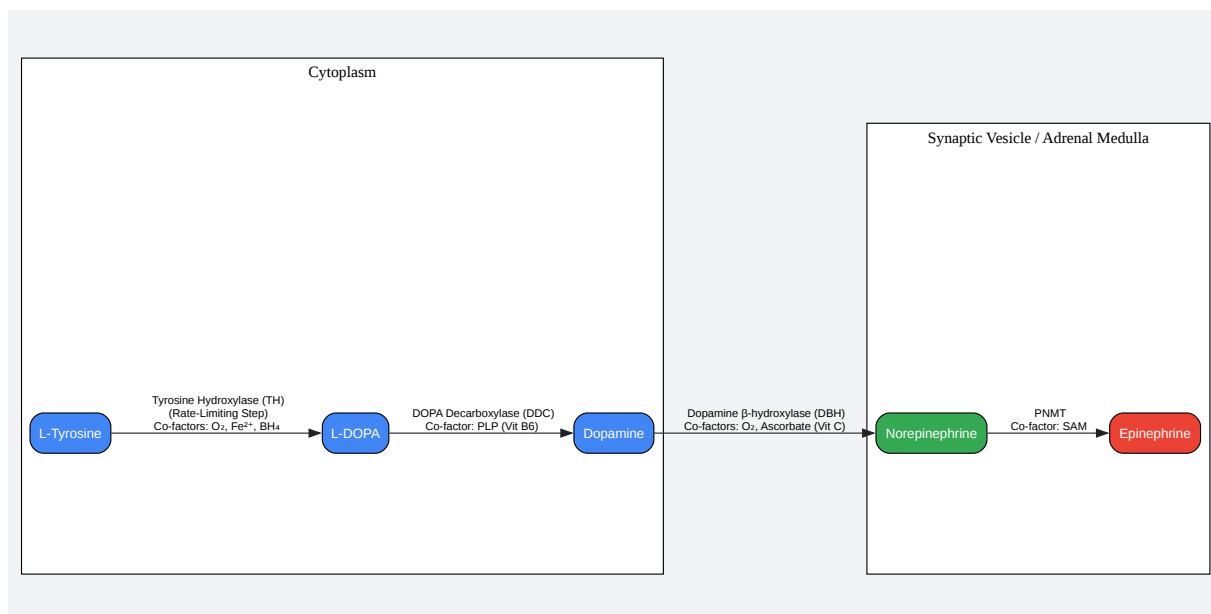 Cytoplasm
Synaptic Vesicle / Adrenal Medulla
L-Tyrosine
Tyrosine Hydroxylase (TH)
(Rate-Limiting Step)
Co-factors: O₂, Fe²⁺, BH₄
L-DOPA
DOPA Decarboxylase (DDC)
Co-factor: PLP (Vit B6)
Dopamine
Dopamine β-hydroxylase (DBH)
Co-factors: O₂, Ascorbate (Vit C)
Norepinephrine
PNMT
Co-factor: SAM
Epinephrine